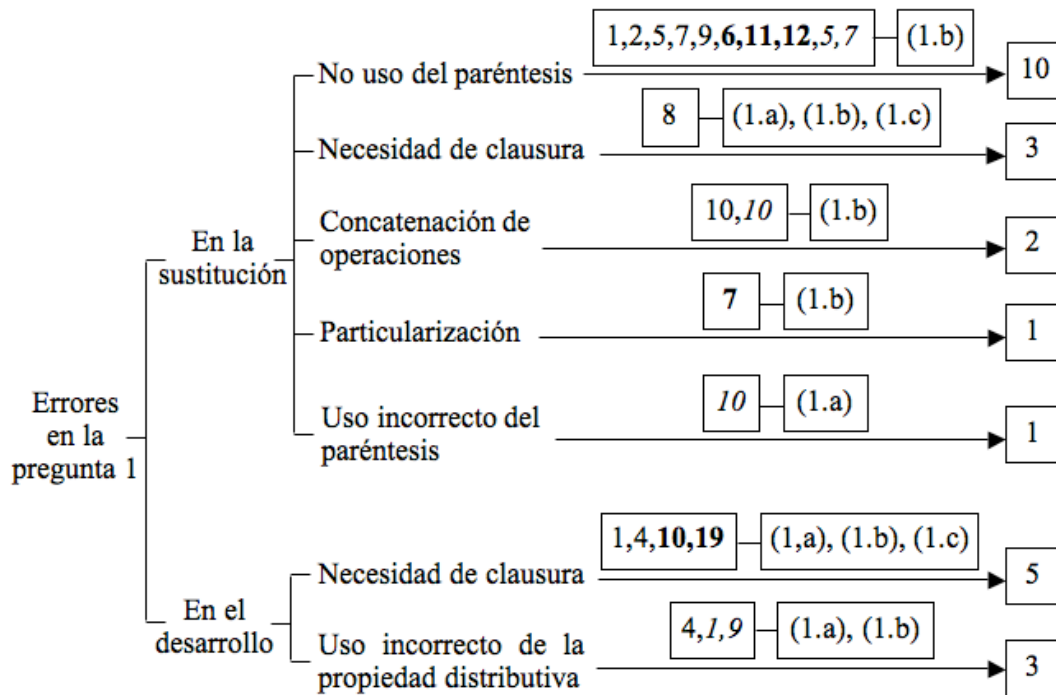 1,2,5,7,9,6,11,12,5,7 (1.b)
No uso del paréntesis 10
8 (1.a), (1.b), (1.c)
Necesidad de clausura 3
10,10 (1.b)
Concatenación de
operaciones 2
En la
sustitución
7 (1.b)
Particularización 1
10 (1.a)
Uso incorrecto del
paréntesis 1
Errores
en la
pregunta 1
1,4,10,19 (1,a), (1.b), (1.c)
Necesidad de clausura 5
En el
desarrollo
4,1,9 (1.a), (1.b)
Uso incorrecto de la
propiedad distributiva 3